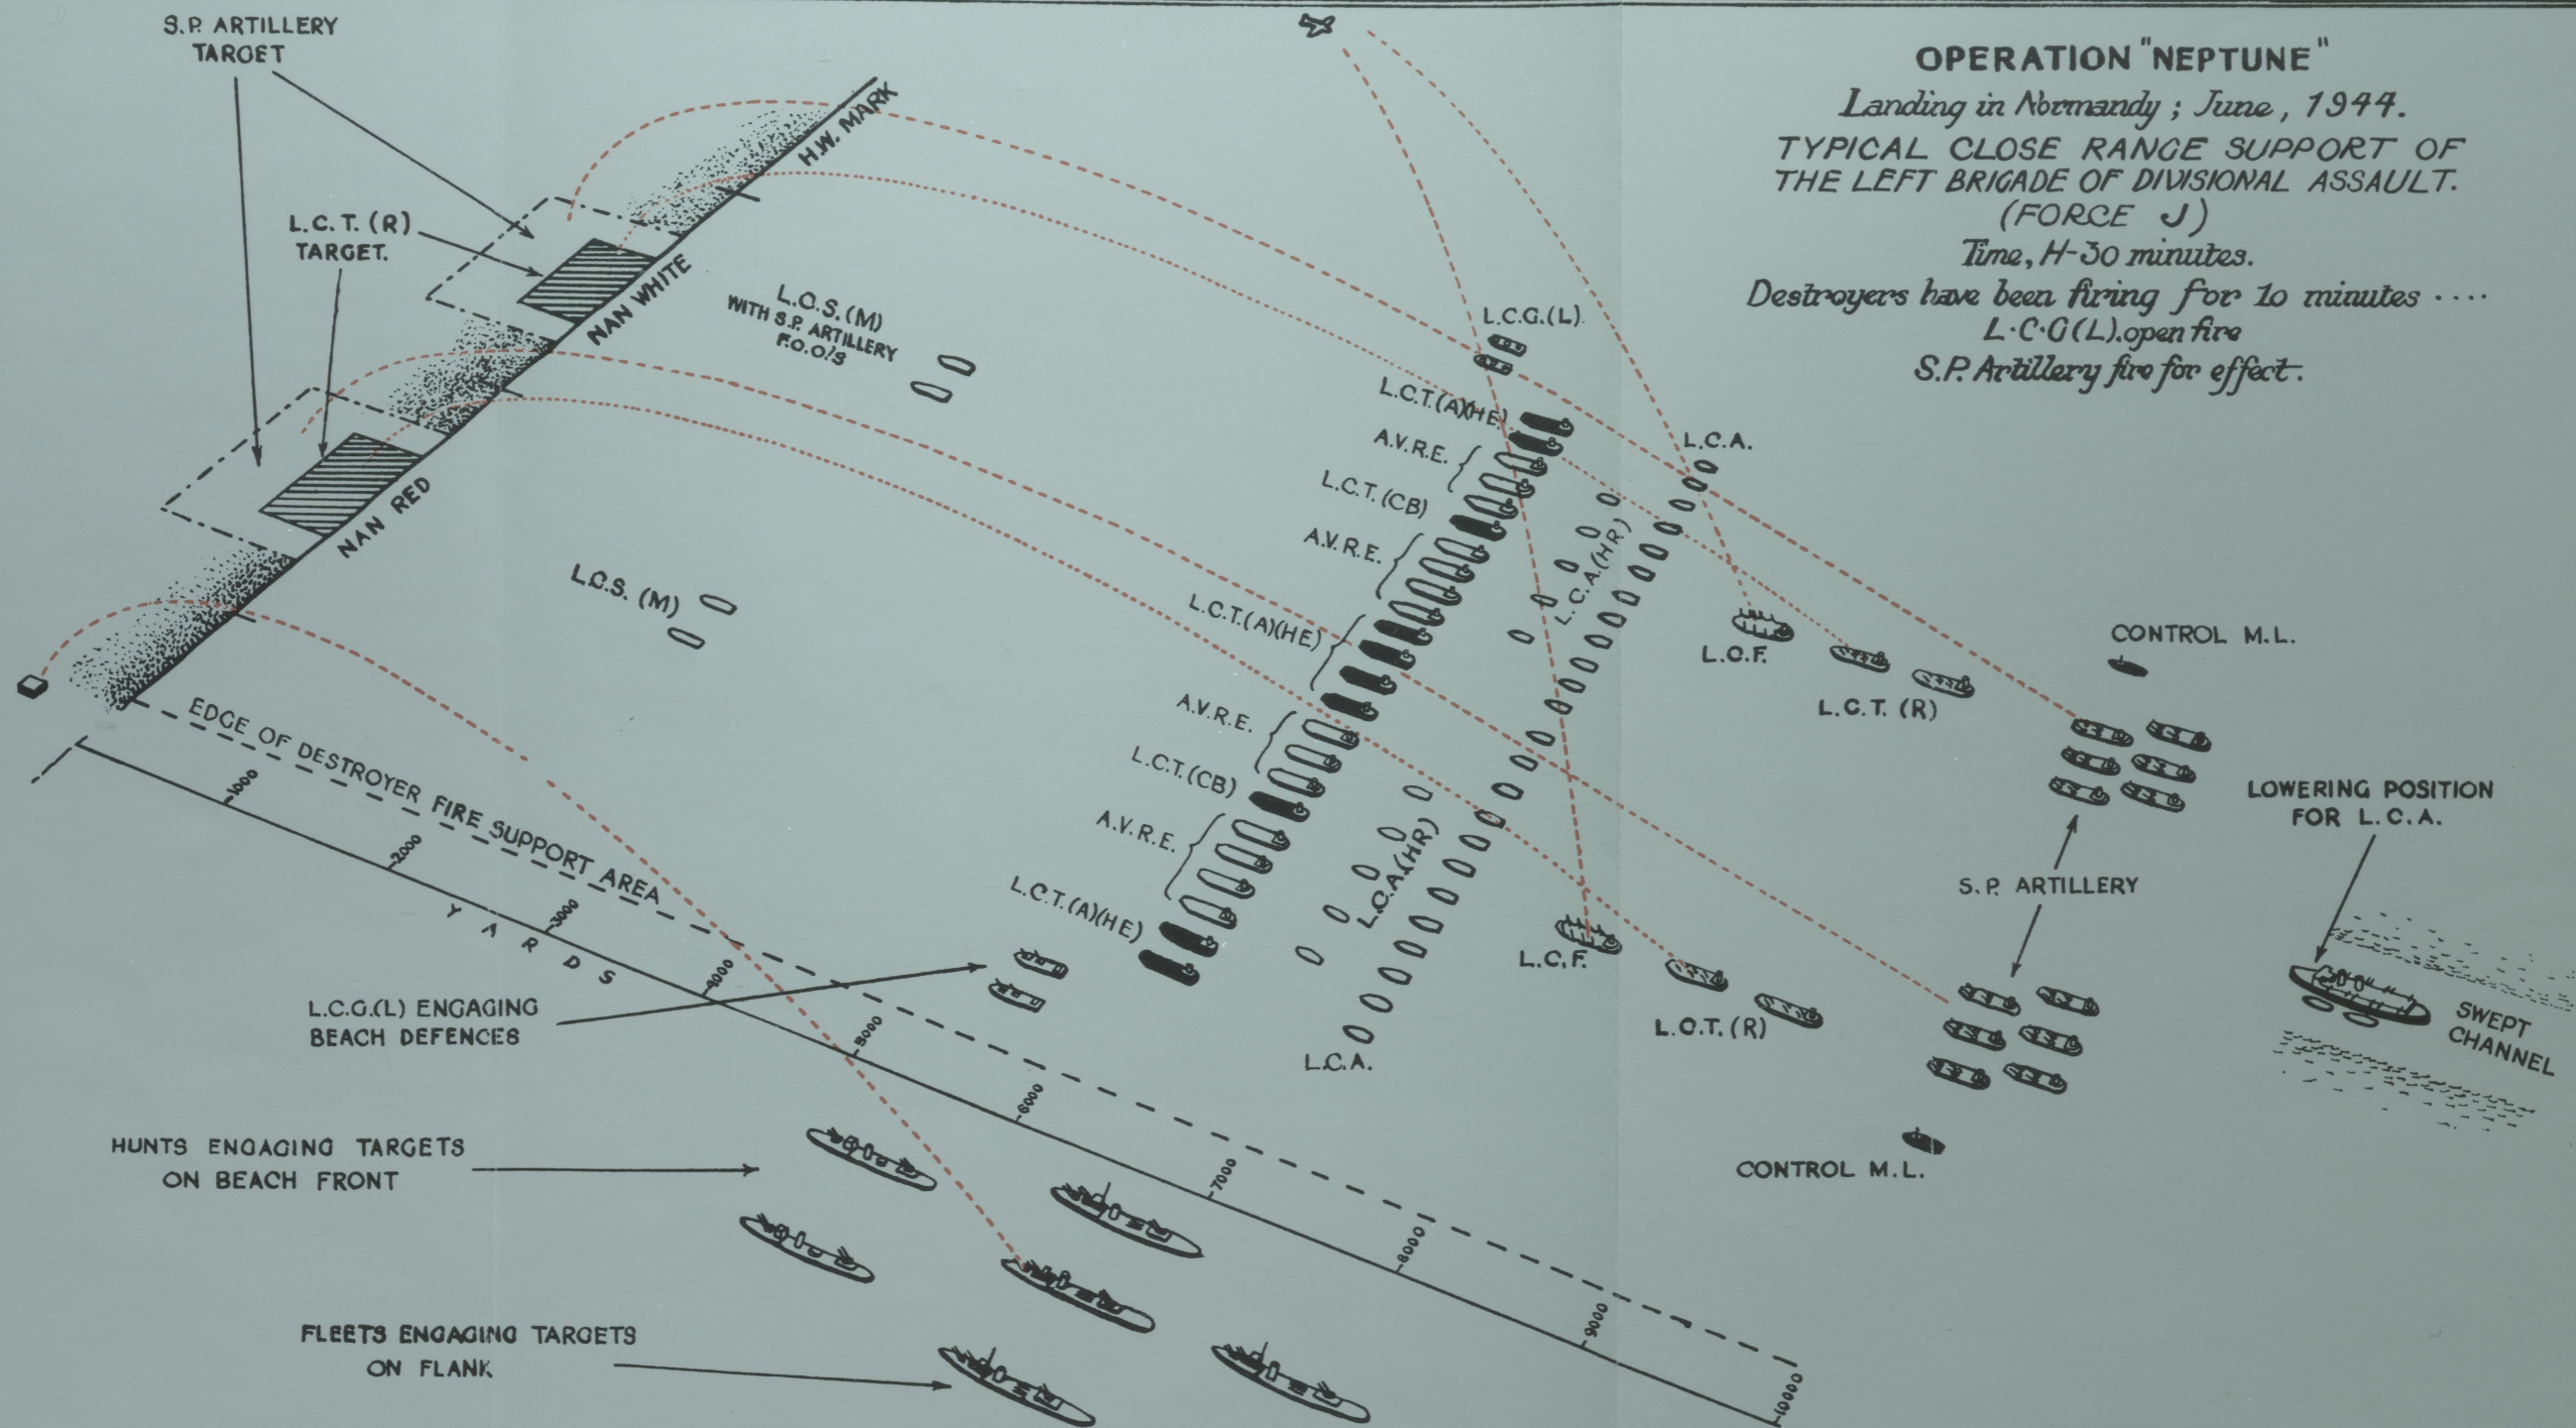 S.P. ARTILLERY
TARGET
OPERATION "NEPTUNE"
Landing in Normandy ; June, 1944.
TYPICAL CLOSE RANGE SUPPORT OF
THE LEFT BRIGADE OF DIVISIONAL ASSAULT.
(FORCE J)
Time, H-30 minutes.
Destroyers have been firing for 10 minutes ····
L·C·G(L).open fire
S.P. Artillery fire for effect.
H.W. MARK
L.C.T. (R)
TARGET.
NAN WHITE
L.C.S. (M)
WITH S.P. ARTILLERY
F.O.O/S
L.C.G.(L).
L.C.T.(A)(HE)
A.V.R.E.
L.C.A.
L.C.T.(CB)
NAN RED
A.V.R.E.
L.C.A.(HR)
L.C.S. (M)
L.C.T.(A)(HE)
L.C.F.
CONTROL M.L.
L.C.T. (R)
A.V.R.E.
L.C.T.(CB)
EDGE OF DESTROYER FIRE SUPPORT AREA
LOWERING POSITION
FOR L.C.A.
A.V.R.E.
L.C.A.(HR)
S.P. ARTILLERY
L.C.T.(A)(HE)
L.C.F.
L.C.T. (R)
L.C.G.(L) ENGAGING
BEACH DEFENCES
L.C.A.
SWEPT
CHANNEL
CONTROL M.L.
YARDS
1000
2000
3000
4000
5000
6000
7000
8000
9000
10000
HUNTS ENGAGING TARGETS
ON BEACH FRONT
FLEETS ENGAGING TARGETS
ON FLANK